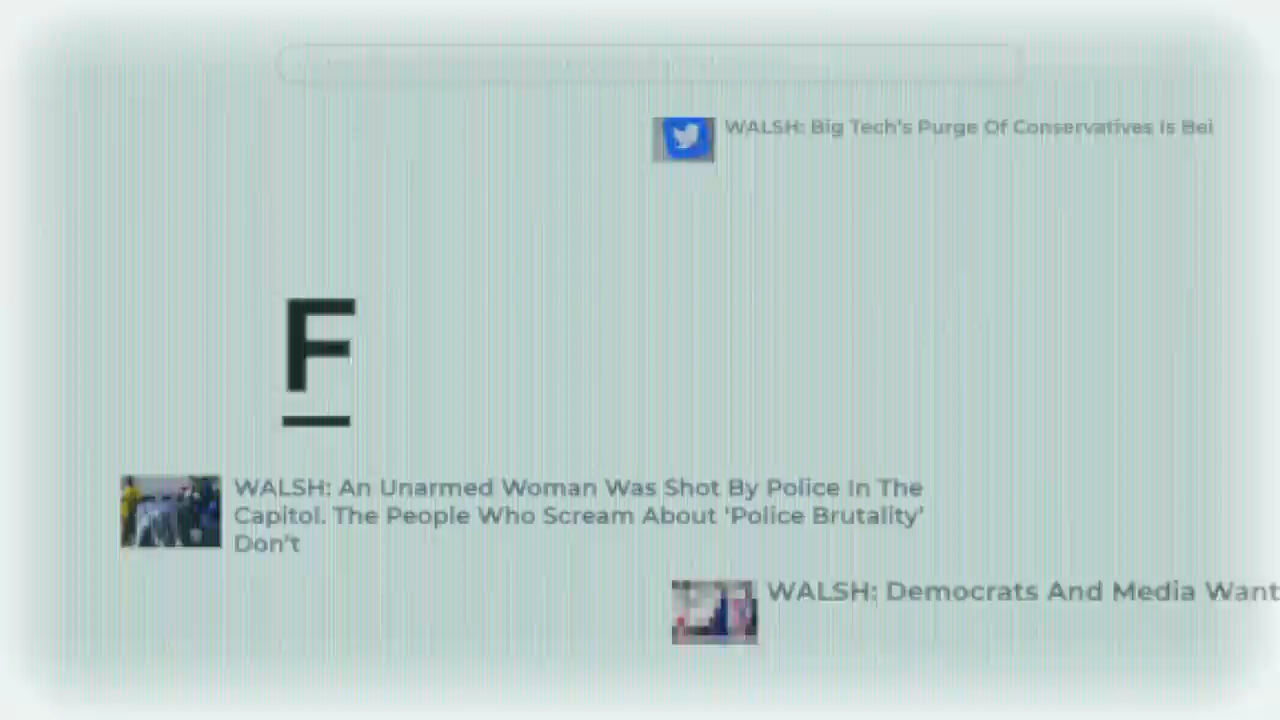 WALSH: Big Tech's Purge Of Conservatives Is Bei
F
WALSH: An Unarmed Woman Was Shot By Police In The
Capitol. The People Who Scream About 'Police Brutality'
Don't
WALSH: Democrats And Media Want